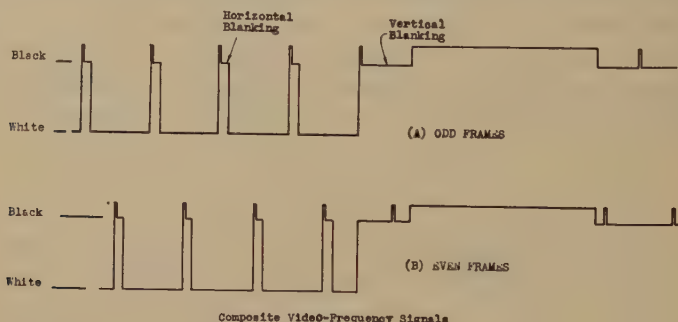 Horizontal
Blanking
Vertical
Blanking
Black
White
(A) ODD FRAMES
Black
White
(B) EVEN FRAMES
Composite Video-Frequency Signals